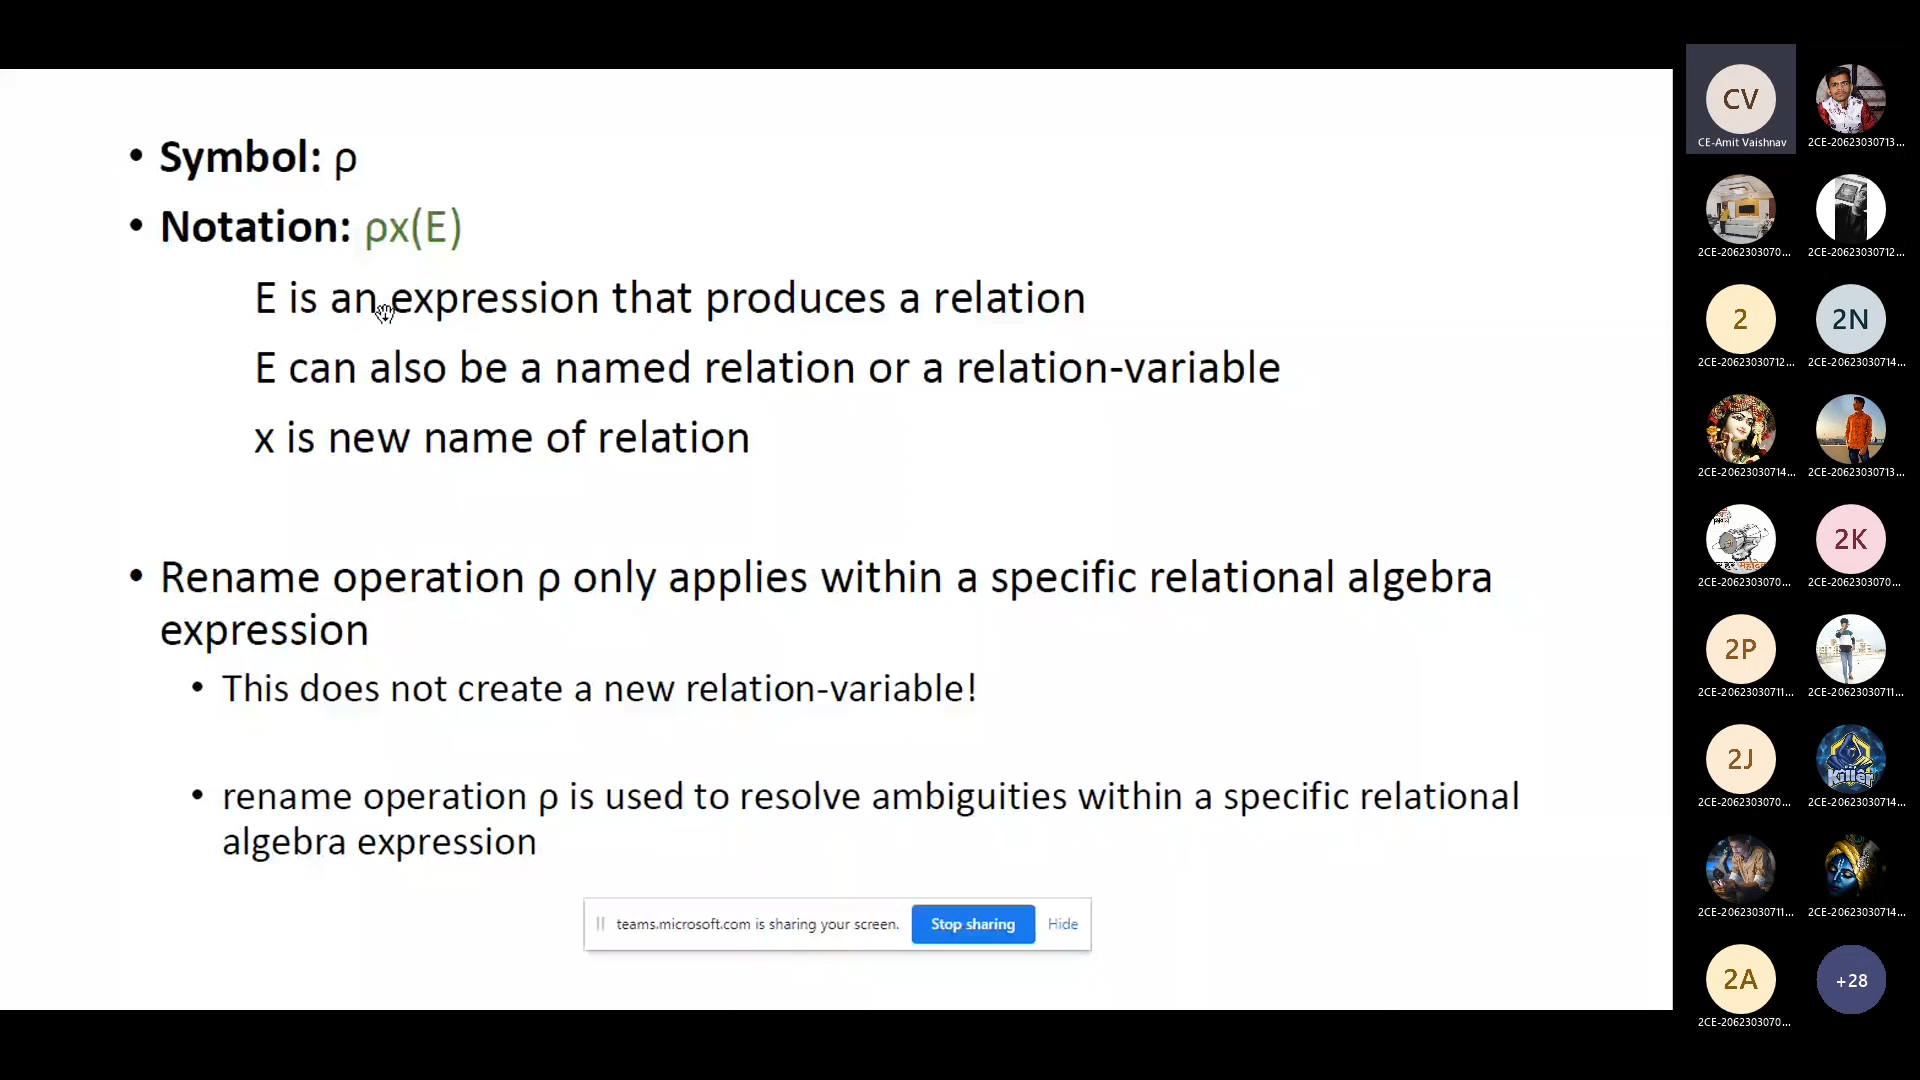 • Symbol: ρ
• Notation: ρx(E)
E is an expression that produces a relation
E can also be a named relation or a relation-variable
x is new name of relation
• Rename operation ρ only applies within a specific relational algebra
expression
• This does not create a new relation-variable!
• rename operation ρ is used to resolve ambiguities within a specific relational
algebra expression
teams.microsoft.com is sharing your screen. Stop sharing Hide
CV
CE-Amit Vaishnav 2CE-20623030713...
2CE-2062303070... 2CE-20623030712...
2 2N
2CE-20623030712... 2CE-20623030714...
2CE-20623030714... 2CE-20623030713...
2K
2CE-2062303070... 2CE-2062303070...
2P
2CE-20623030711... 2CE-20623030711...
2J Killer
2CE-2062303070... 2CE-20623030714...
2CE-20623030711... 2CE-20623030714...
2A +28
2CE-2062303070...